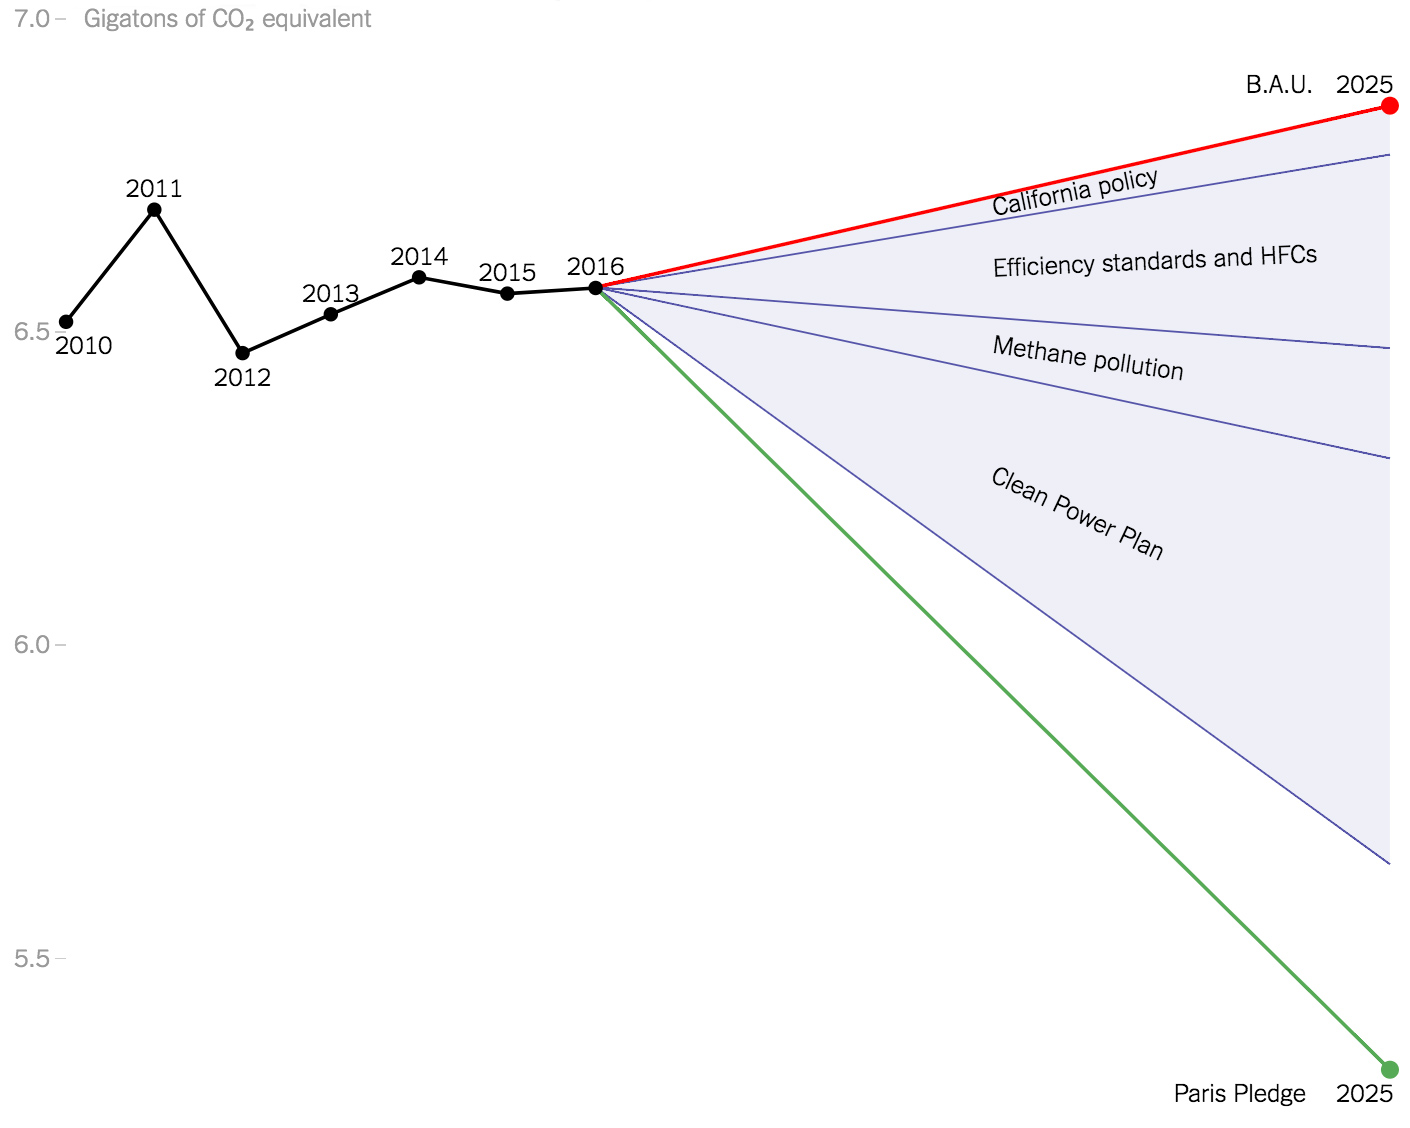 7.0 Gigatons of CO₂ equivalent
B.A.U. 2025
California policy
2011
Efficiency standards and HFCs
2014
2015
2016
2013
6.5
2010
Methane pollution
2012
Clean Power Plan
6.0
5.5
Paris Pledge 2025